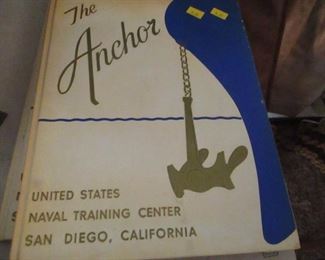 The
Anchor
UNITED STATES
NAVAL TRAINING CENTER
SAN DIEGO, CALIFORNIA